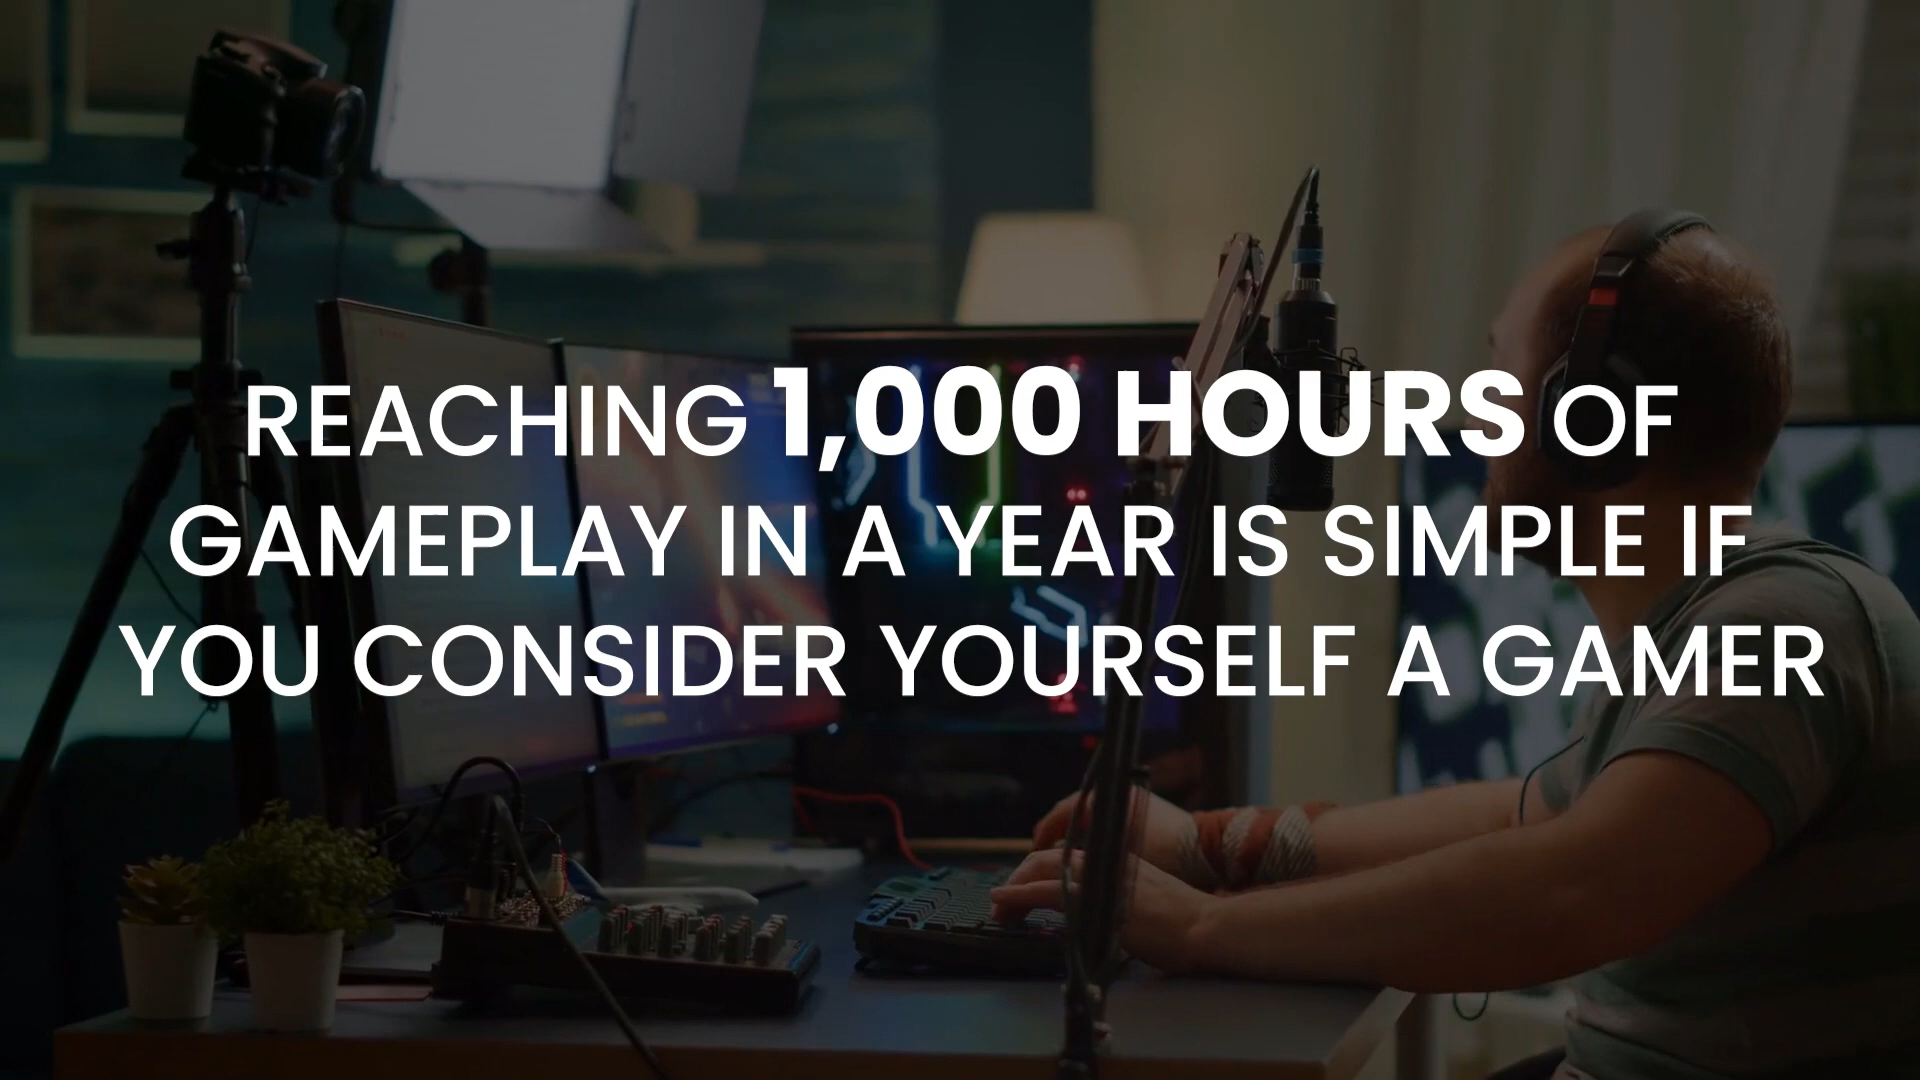 REACHING 1,000 HOURS OF
GAMEPLAY IN A YEAR IS SIMPLE IF
YOU CONSIDER YOURSELF A GAMER